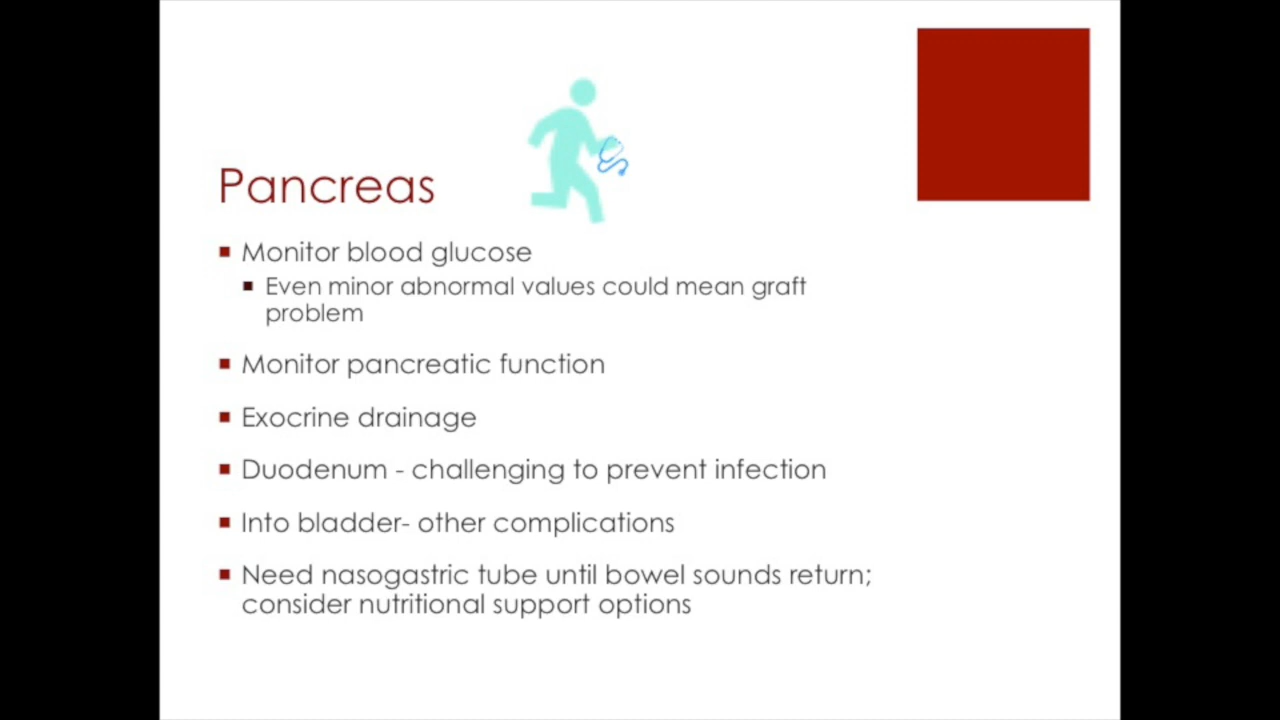 Pancreas
Monitor blood glucose
Even minor abnormal values could mean graft
problem
Monitor pancreatic function
Exocrine drainage
Duodenum - challenging to prevent infection
Into bladder- other complications
Need nasogastric tube until bowel sounds return;
consider nutritional support options